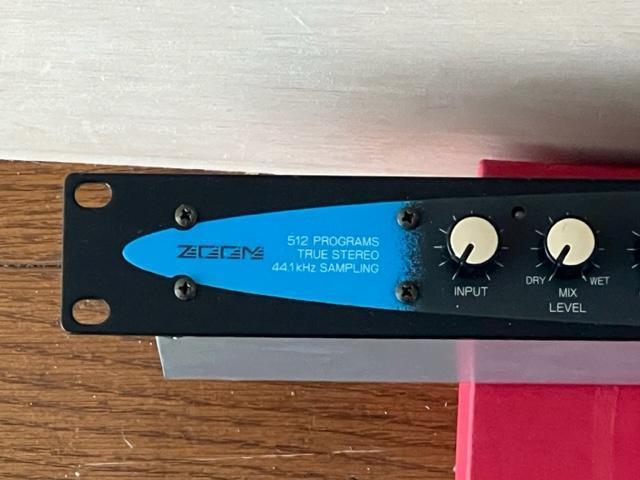 ZOOM
512 PROGRAMS
TRUE STEREO
44.1kHz SAMPLING
INPUT
DRY
WET
MIX
LEVEL